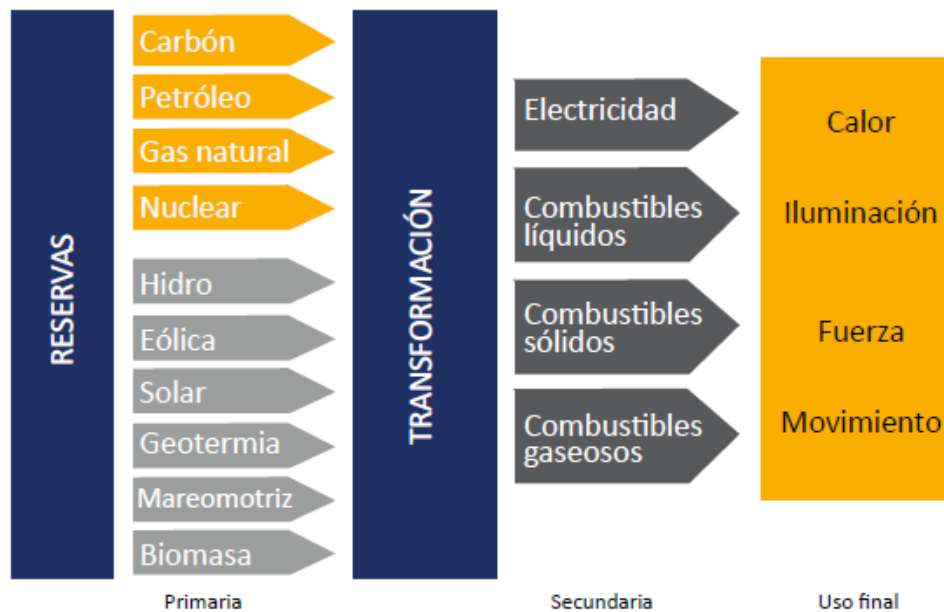 RESERVAS
Carbón
Petróleo
Gas natural
Nuclear
Hidro
Eólica
Solar
Geotermia
Mareomotriz
Biomasa
Primaria
TRANSFORMACIÓN
Electricidad
Combustibles
líquidos
Combustibles
sólidos
Combustibles
gaseosos
Secundaria
Calor
Iluminación
Fuerza
Movimiento
Uso final